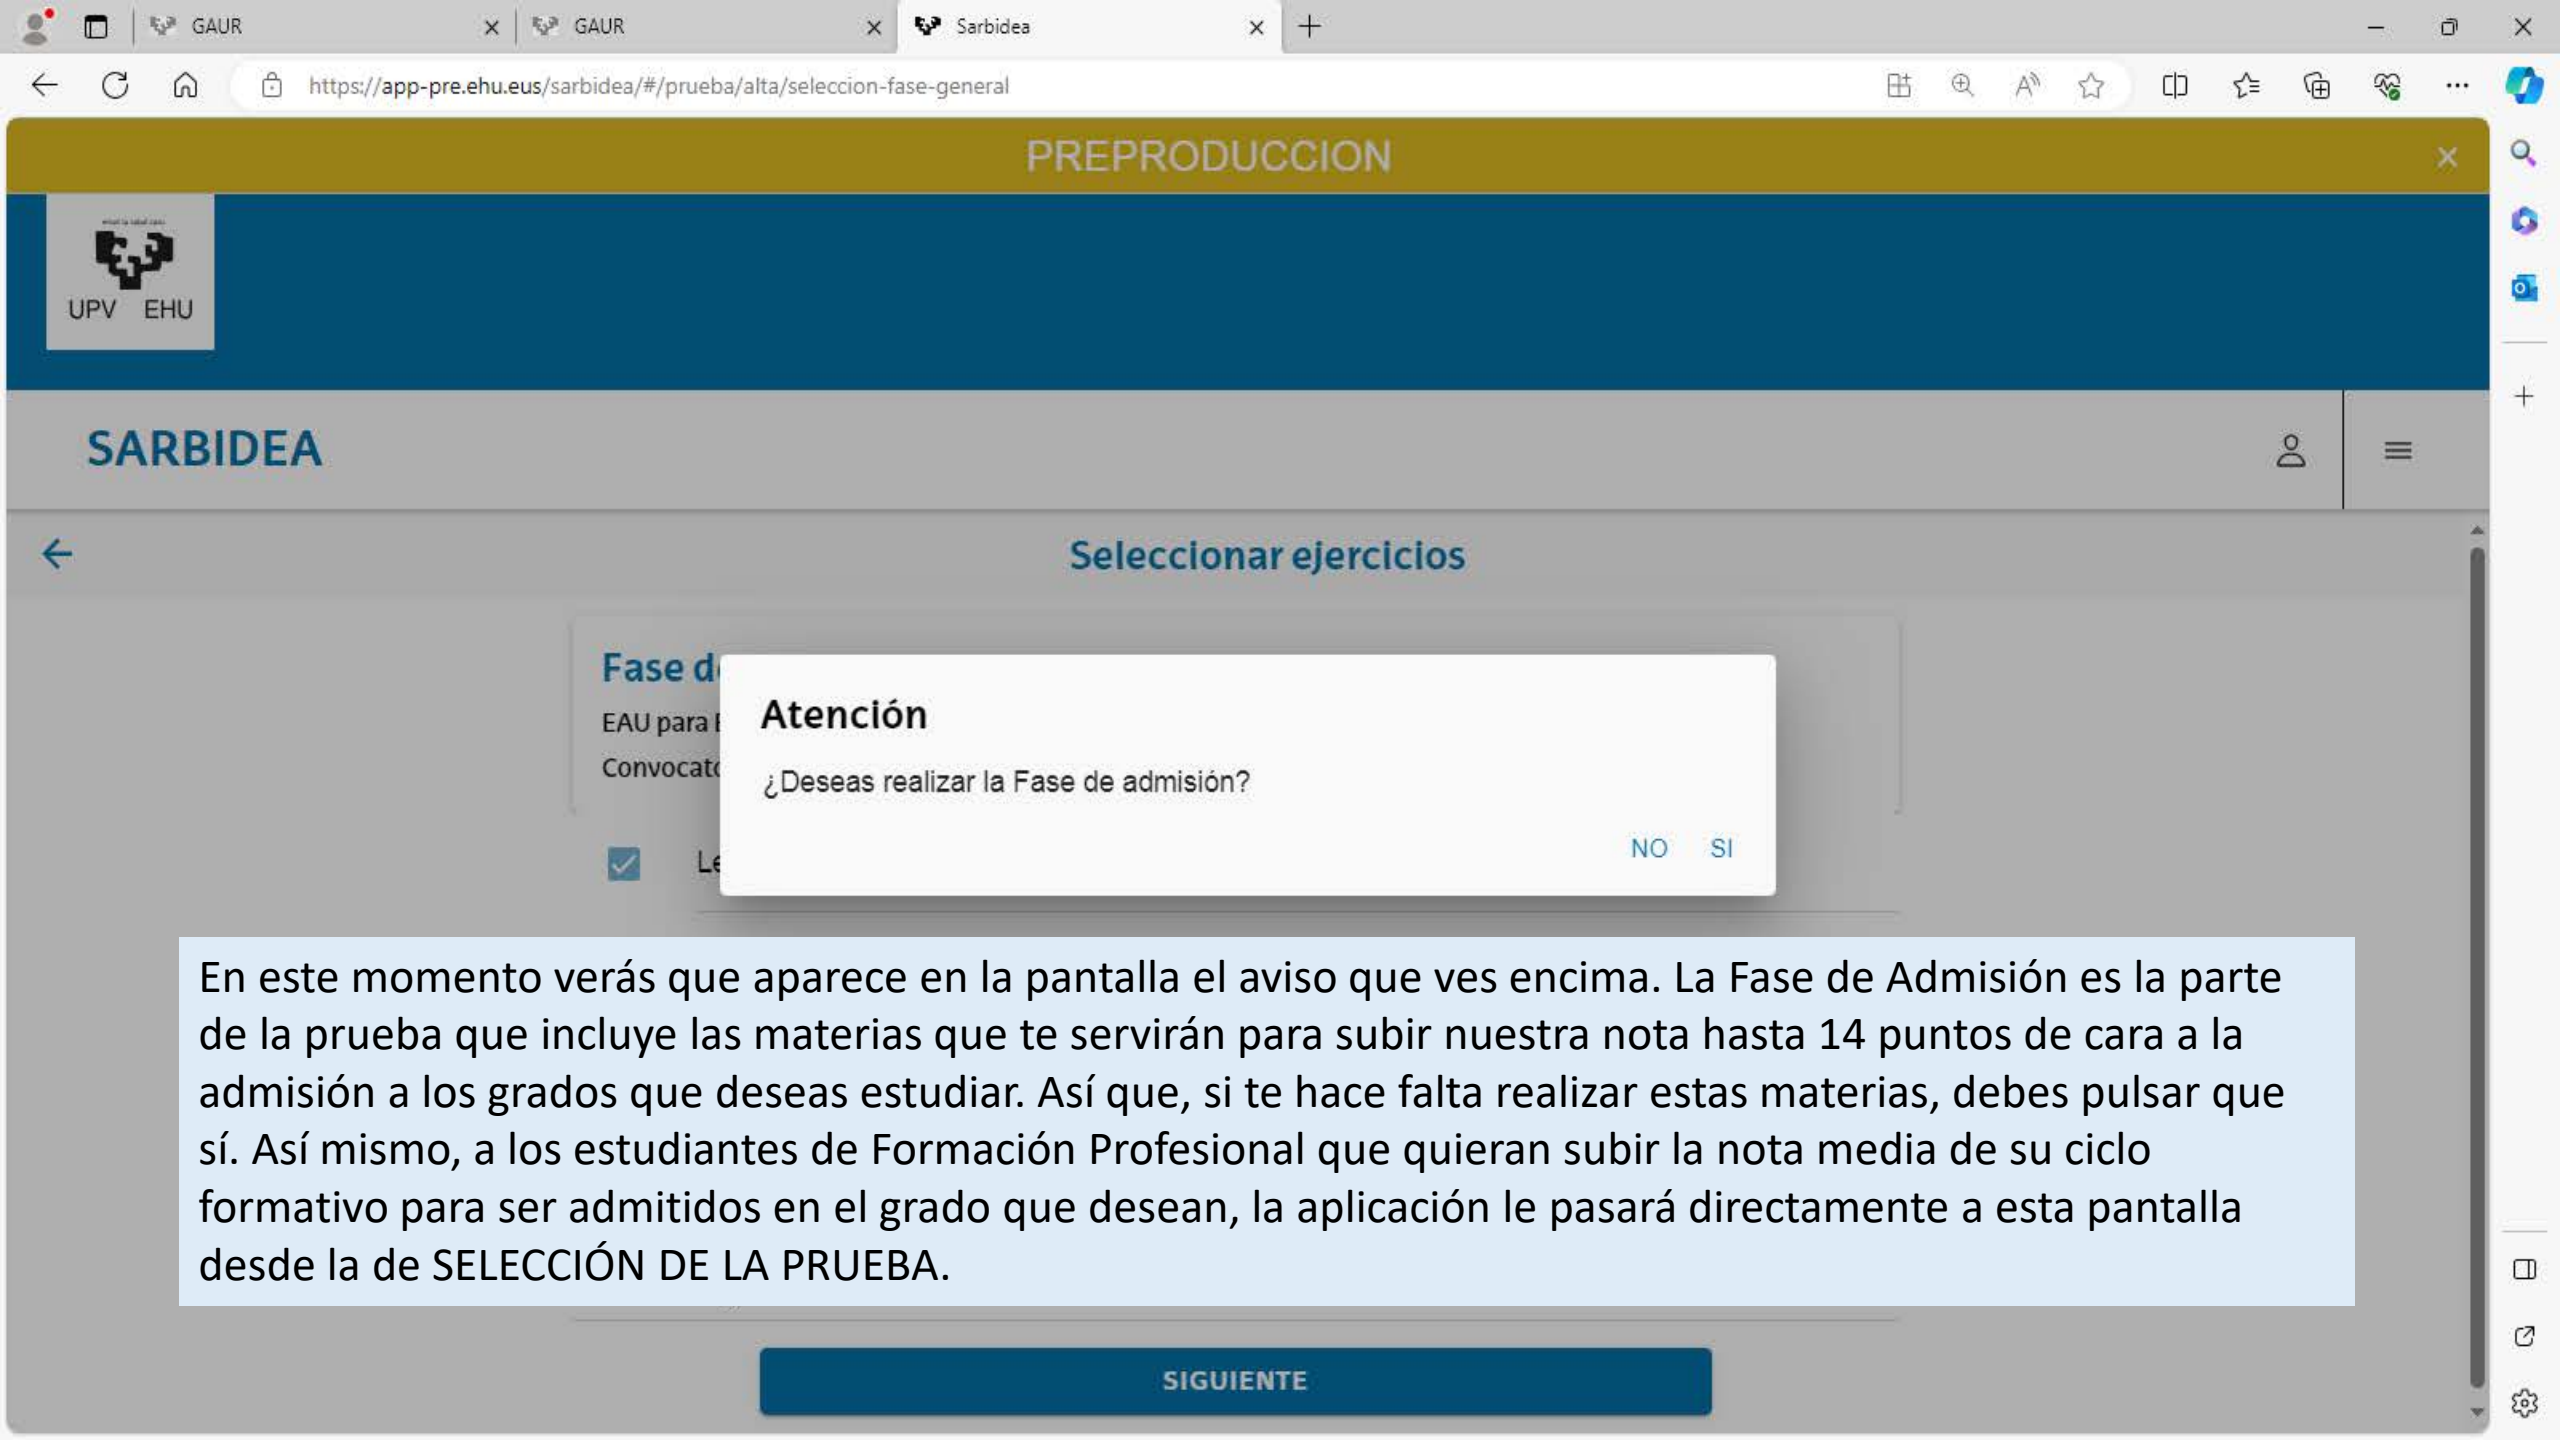 GAUR
GAUR
Sarbidea
https://app-pre.ehu.eus/sarbidea/#/prueba/alta/seleccion-fase-general
PREPRODUCCION
UPV EHU
SARBIDEA
Seleccionar ejercicios
Fase d
EAU para
Convocato
Atención
¿Deseas realizar la Fase de admisión?
NO SI
Le
En este momento verás que aparece en la pantalla el aviso que ves encima. La Fase de Admisión es la parte
de la prueba que incluye las materias que te servirán para subir nuestra nota hasta 14 puntos de cara a la
admisión a los grados que deseas estudiar. Así que, si te hace falta realizar estas materias, debes pulsar que
sí. Así mismo, a los estudiantes de Formación Profesional que quieran subir la nota media de su ciclo
formativo para ser admitidos en el grado que desean, la aplicación le pasará directamente a esta pantalla
desde la de SELECCIÓN DE LA PRUEBA.
SIGUIENTE